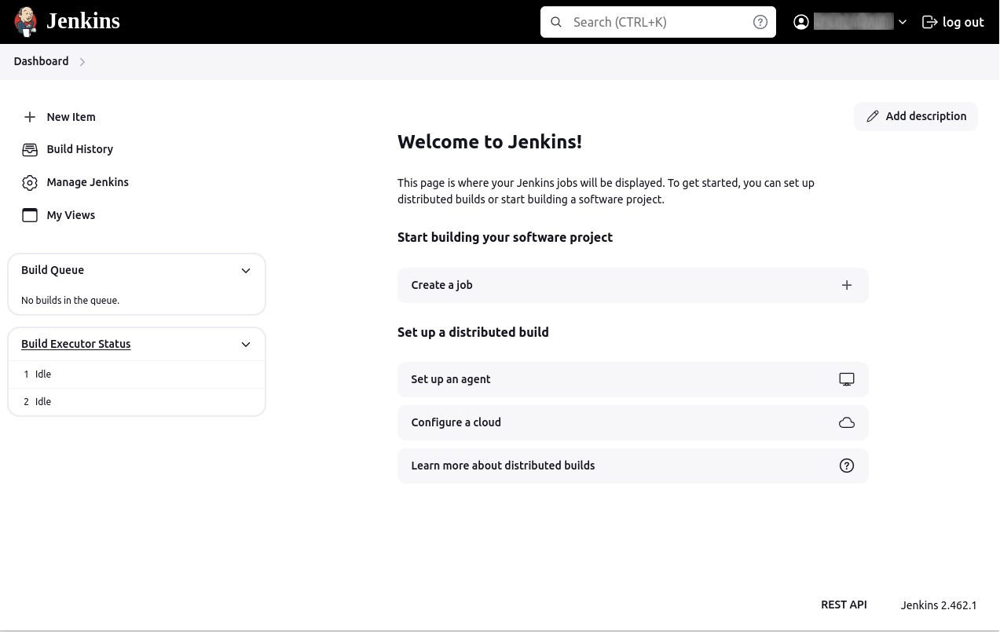 Jenkins
Search (CTRL+K)
log out
Dashboard
New Item
Build History
Manage Jenkins
My Views
Build Queue
No builds in the queue.
Build Executor Status
1 Idle
2 Idle
Add description
Welcome to Jenkins!
This page is where your Jenkins jobs will be displayed. To get started, you can set up
distributed builds or start building a software project.
Start building your software project
Create a job
Set up a distributed build
Set up an agent
Configure a cloud
Learn more about distributed builds
REST API
Jenkins 2.462.1